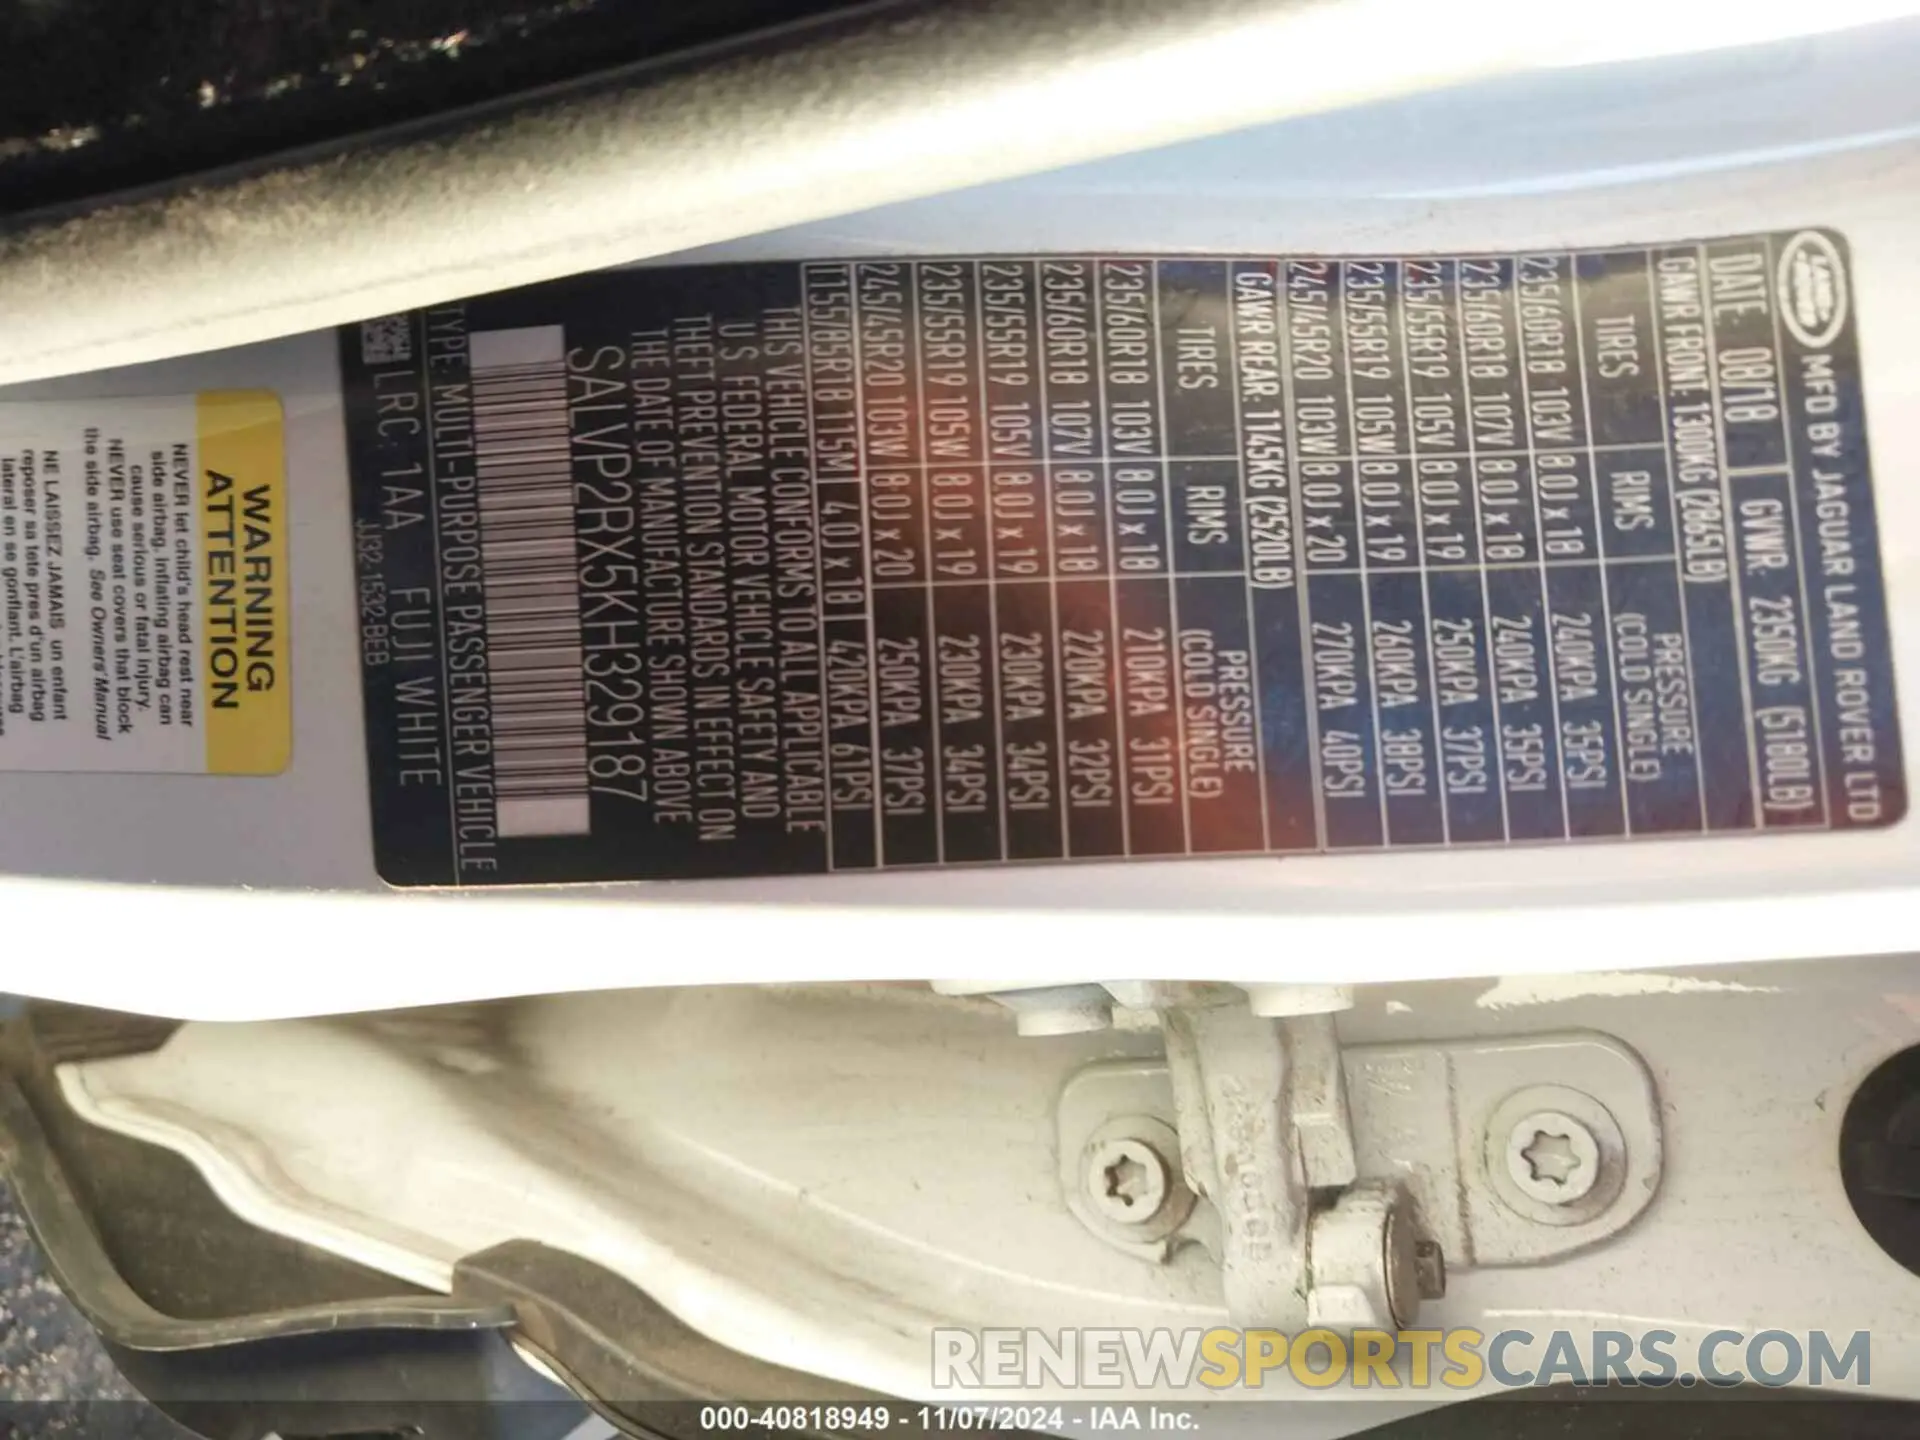 LAND ROVER
MFD BY JAGUAR LAND ROVER LTD
DATE: 08/18 GVWR: 2350KG (5180LB)
GAWR FRONT: 1300KG (2865LB)
TIRES RIMS PRESSURE (COLD SINGLE)
235/60R18 103V 8.0J x 18 240KPA 35PSI
235/60R18 107V 8.0J x 18 240KPA 35PSI
235/55R19 105V 8.0J x 19 250KPA 37PSI
235/55R19 105W 8.0J x 19 260KPA 38PSI
245/45R20 103W 8.0J x 20 270KPA 40PSI
GAWR REAR: 1145KG (2520LB)
TIRES RIMS PRESSURE (COLD SINGLE)
235/60R18 103V 8.0J x 18 210KPA 31PSI
235/60R18 107V 8.0J x 18 220KPA 32PSI
235/55R19 105V 8.0J x 19 230KPA 34PSI
235/55R19 105W 8.0J x 19 230KPA 34PSI
245/45R20 103W 8.0J x 20 250KPA 37PSI
T155/85R18 115M 4.0J x 18 420KPA 61PSI
THIS VEHICLE CONFORMS TO ALL APPLICABLE
U.S. FEDERAL MOTOR VEHICLE SAFETY AND
THEFT PREVENTION STANDARDS IN EFFECT ON
THE DATE OF MANUFACTURE SHOWN ABOVE
SALVP2RX5KH329187
TYPE MULTI-PURPOSE PASSENGER VEHICLE
LRC: 1AA FUJI WHITE
JJ32-1532-BEB
WARNING
ATTENTION
NEVER let child's head rest near
side airbag. Inflating airbag can
cause serious or fatal injury.
NEVER use seat covers that block
the side airbag. See Owners Manual
NE LAISSEZ JAMAIS un enfant
reposer sa tete pres d'un airbag
lateral en se gonflant. L'airbag
RENEWSPORTSCARS.COM
000-40818949 - 11/07/2024 - IAA Inc.